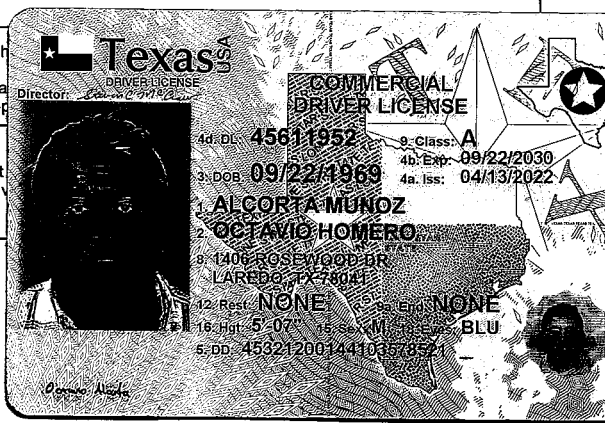 Texas USA
DRIVER LICENSE
Director:
COMMERCIAL
DRIVER LICENSE
4d. DL: 45611952 9. Class: A
4b. Exp: 09/22/2030
3. DOB 09/22/1969 4a. Iss: 04/13/2022
1. ALCORTA MUNOZ
2. OCTAVIO HOMERO
8. 1406 ROSEWOOD DR
LAREDO, TX 78041
12. Rest: NONE 9a. End: NONE
16. Hgt: 5'-07" 15. Sex: M 18. Eyes: BLU
5. DD: 45321200144103578521